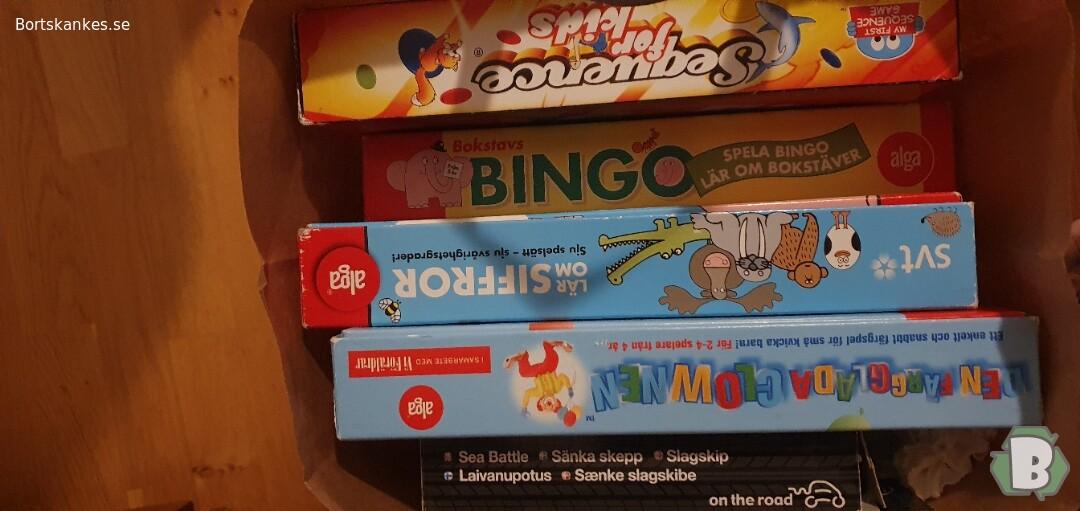 Bortskankes.se
Sequence
for
kids
®
MY FIRST
SEQUENCE
GAME
Bokstavs
BINGO
SPELA BINGO
LÄR OM BOKSTÄVER
alga
svt
LÄR
OM
SIFFROR
Sju spelsätt – sju svårighetsgrader!
alga
Ett enkelt och snabbt färgspel för små kvicka barn! För 2-4 spelare från 4 år...
DEN FÄRGGLADA CLOWNEN
TM
I SAMARBETE MED
Vi Föräldrar
alga
Sea Battle Sänka skepp Slagskip
Laivanupotus Sænke slagskibe
on the road
B